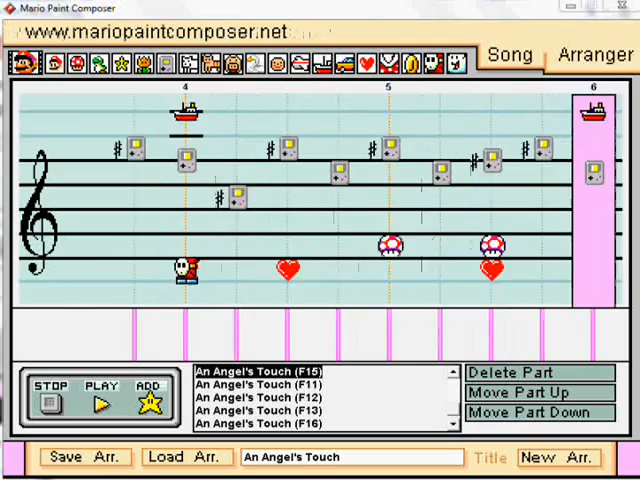 Mario Paint Composer
www.mariopaintcomposer.net
Song Arranger
4 5 6
♯ ♯ ♯ ♯ ♯ ♯
STOP PLAY ADD
An Angel's Touch (F15)
An Angel's Touch (F11)
An Angel's Touch (F12)
An Angel's Touch (F13)
An Angel's Touch (F16)
Delete Part
Move Part Up
Move Part Down
Save Arr. Load Arr. An Angel's Touch Title New Arr.